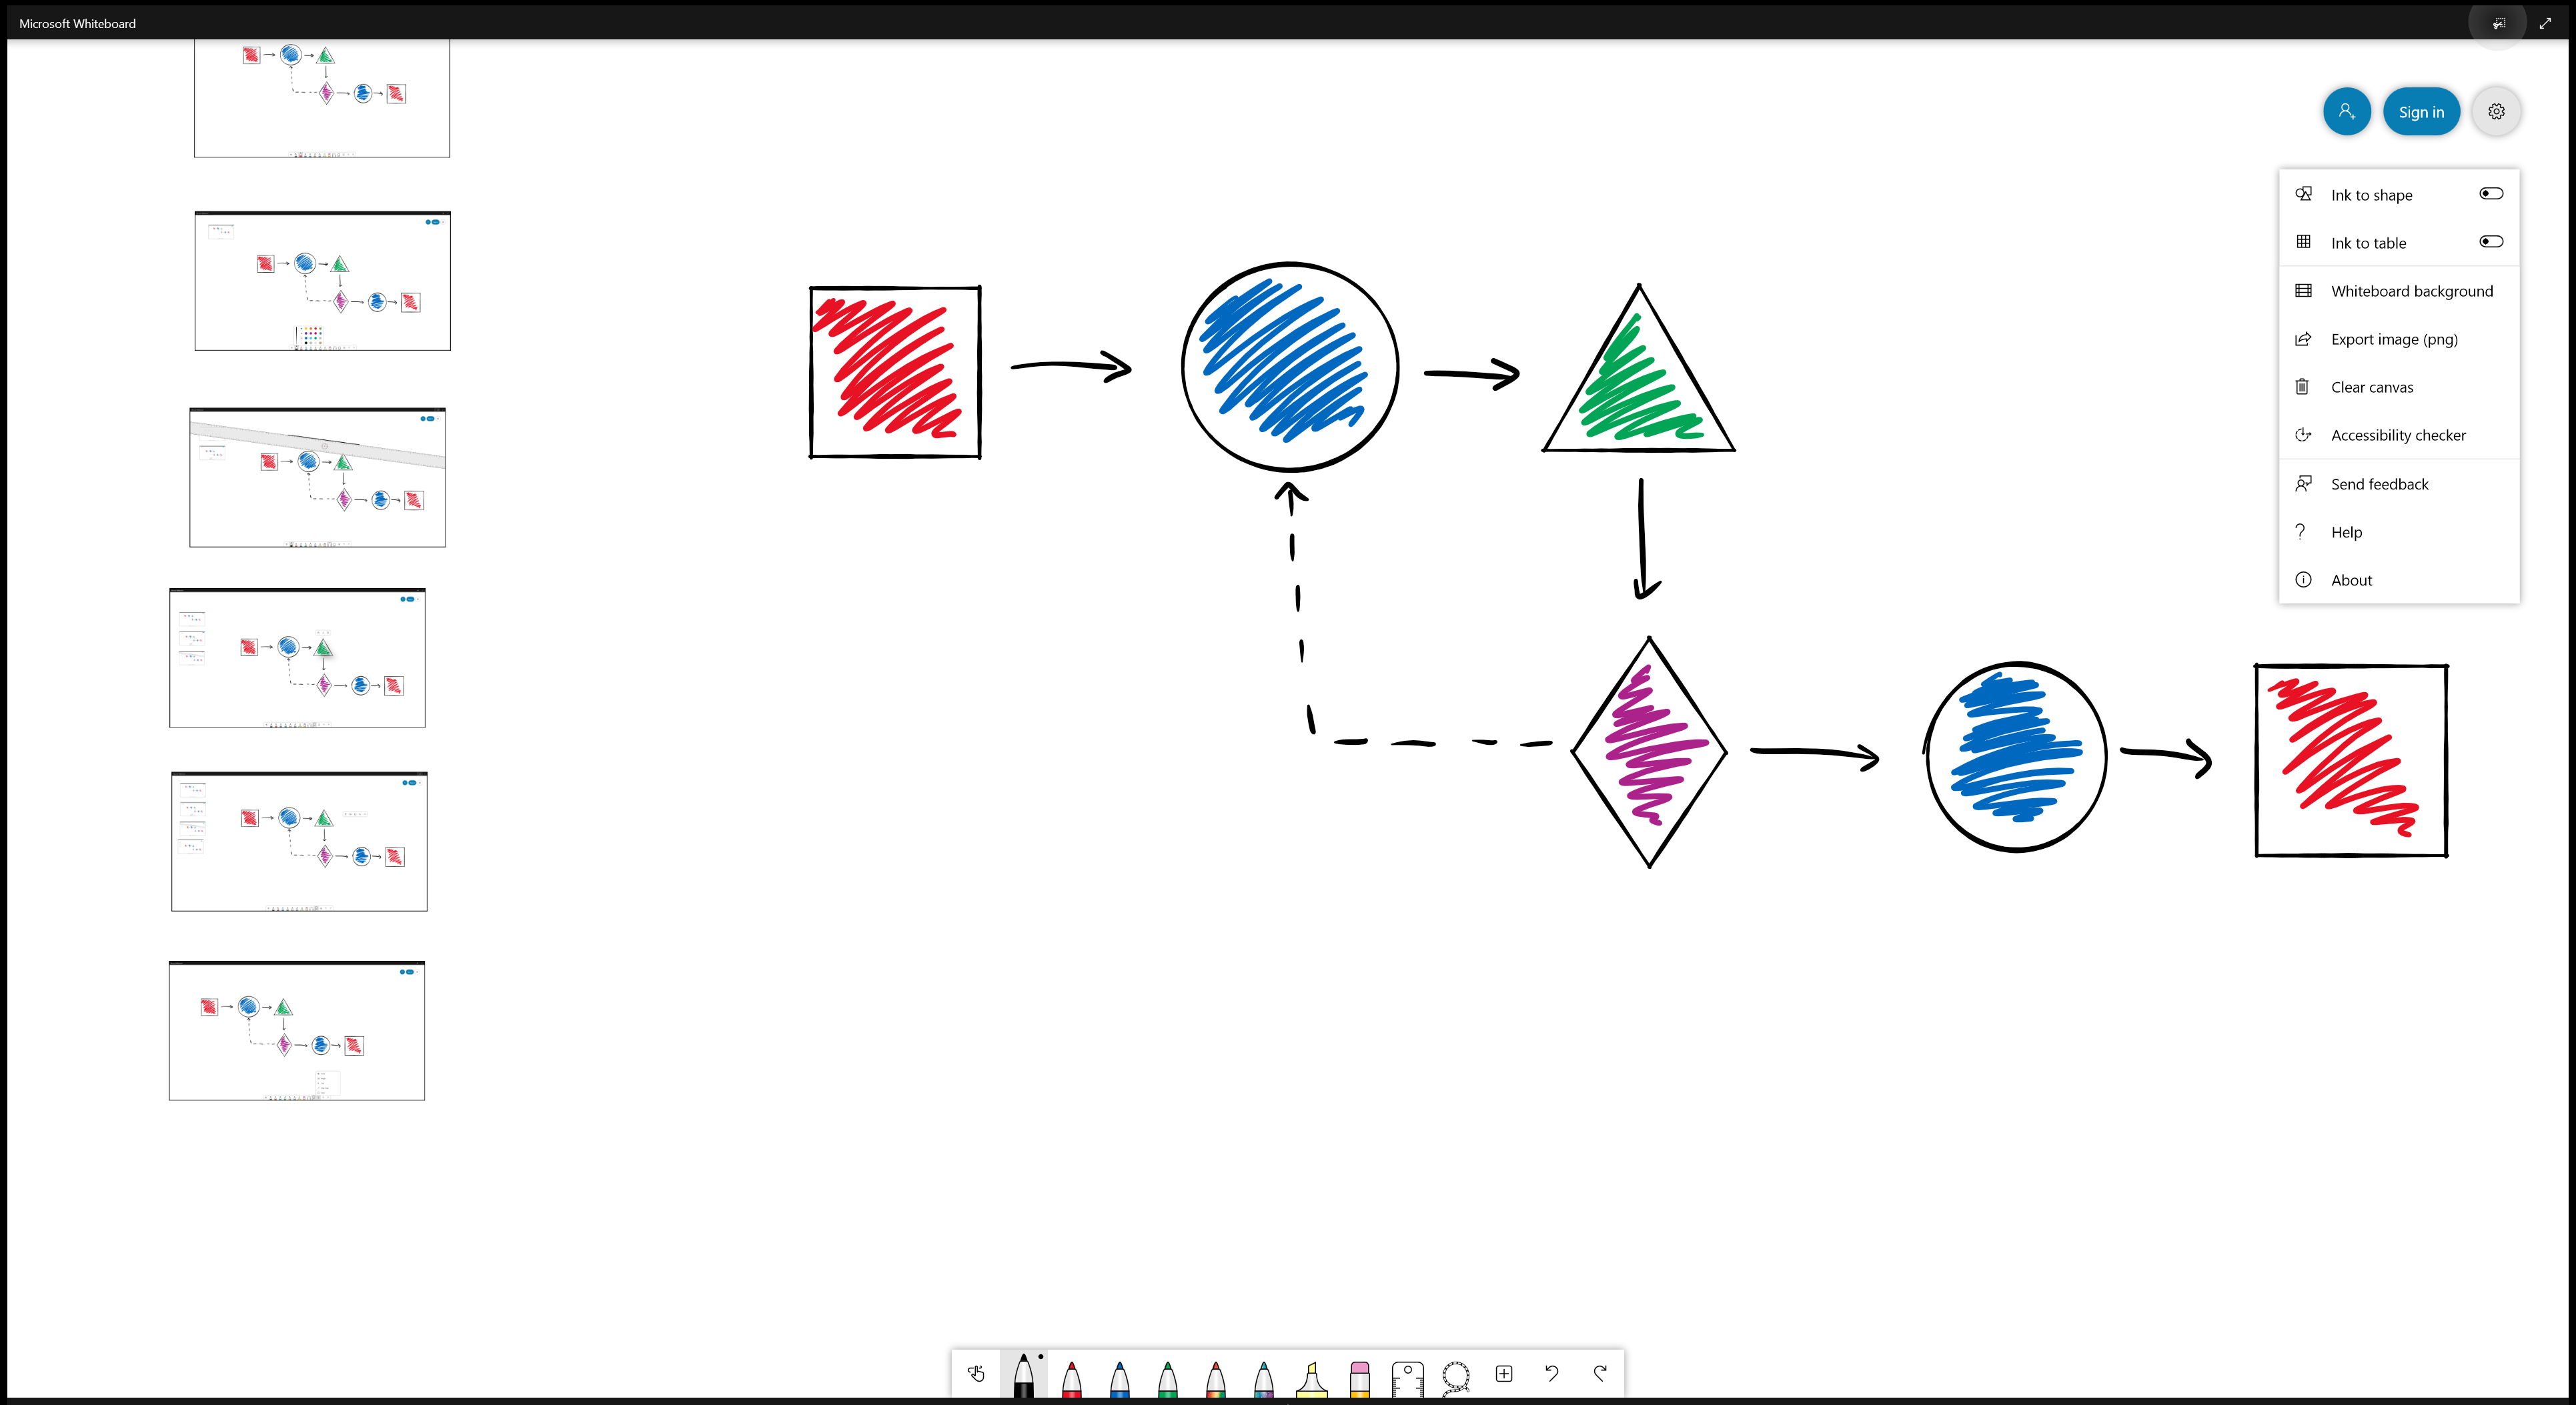 Microsoft Whiteboard
Sign in
Ink to shape
Ink to table
Whiteboard background
Export image (png)
Clear canvas
Accessibility checker
Send feedback
Help
About